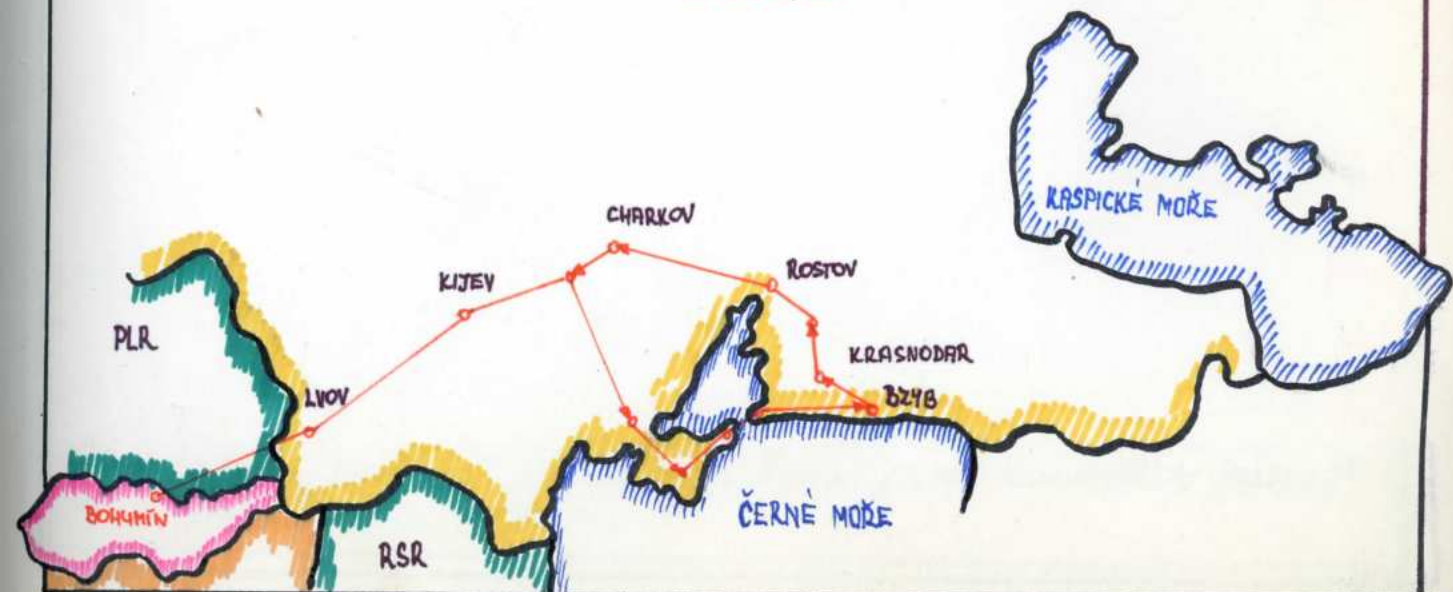 KASPICKÉ MOŘE
CHARKOV
KIJEV
ROSTOV
PLR
KRASNODAR
LVOV
BZYB
BOHUMÍN
ČERNÉ MOŘE
RSR